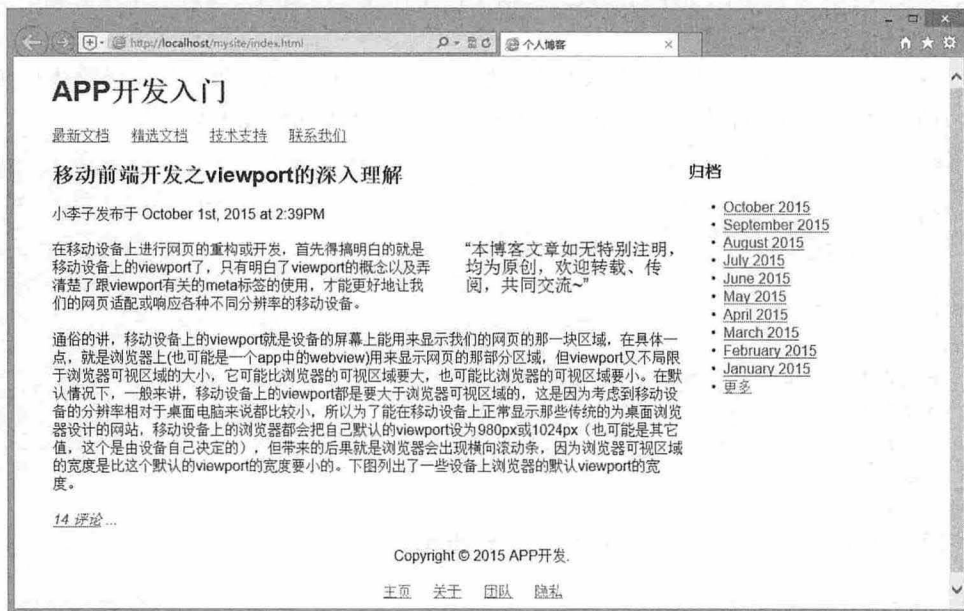 http://localhost/mysite/index.html
个人博客
APP开发入门
最新文档 精选文档 技术支持 联系我们
移动前端开发之viewport的深入理解
小李子发布于 October 1st, 2015 at 2:39PM
在移动设备上进行网页的重构或开发，首先得搞明白的就是
移动设备上的viewport了，只有明白了viewport的概念以及弄
清楚了跟viewport有关的meta标签的使用，才能更好地让我
们的网页适配或响应各种不同分辨率的移动设备。
“本博客文章如无特别注明，
均为原创，欢迎转载、传
阅，共同交流~”
通俗的讲，移动设备上的viewport就是设备的屏幕上能用来显示我们的网页的那一块区域，在具体一
点，就是浏览器上(也可能是一个app中的webview)用来显示网页的那部分区域，但viewport又不局限
于浏览器可视区域的大小，它可能比浏览器的可视区域要大，也可能比浏览器的可视区域要小。在默
认情况下，一般来讲，移动设备上的viewport都是要大于浏览器可视区域的，这是因为考虑到移动设
备的分辨率相对于桌面电脑来说都比较小，所以为了能在移动设备上正常显示那些传统的为桌面浏览
器设计的网站，移动设备上的浏览器都会把自己默认的viewport设为980px或1024px（也可能是其它
值，这个是由设备自己决定的），但带来的后果就是浏览器会出现横向滚动条，因为浏览器可视区域
的宽度是比这个默认的viewport的宽度要小的。下图列出了一些设备上浏览器的默认viewport的宽
度。
14 评论 ...
归档
October 2015
September 2015
August 2015
July 2015
June 2015
May 2015
April 2015
March 2015
February 2015
January 2015
更多
Copyright © 2015 APP开发.
主页 关于 团队 隐私